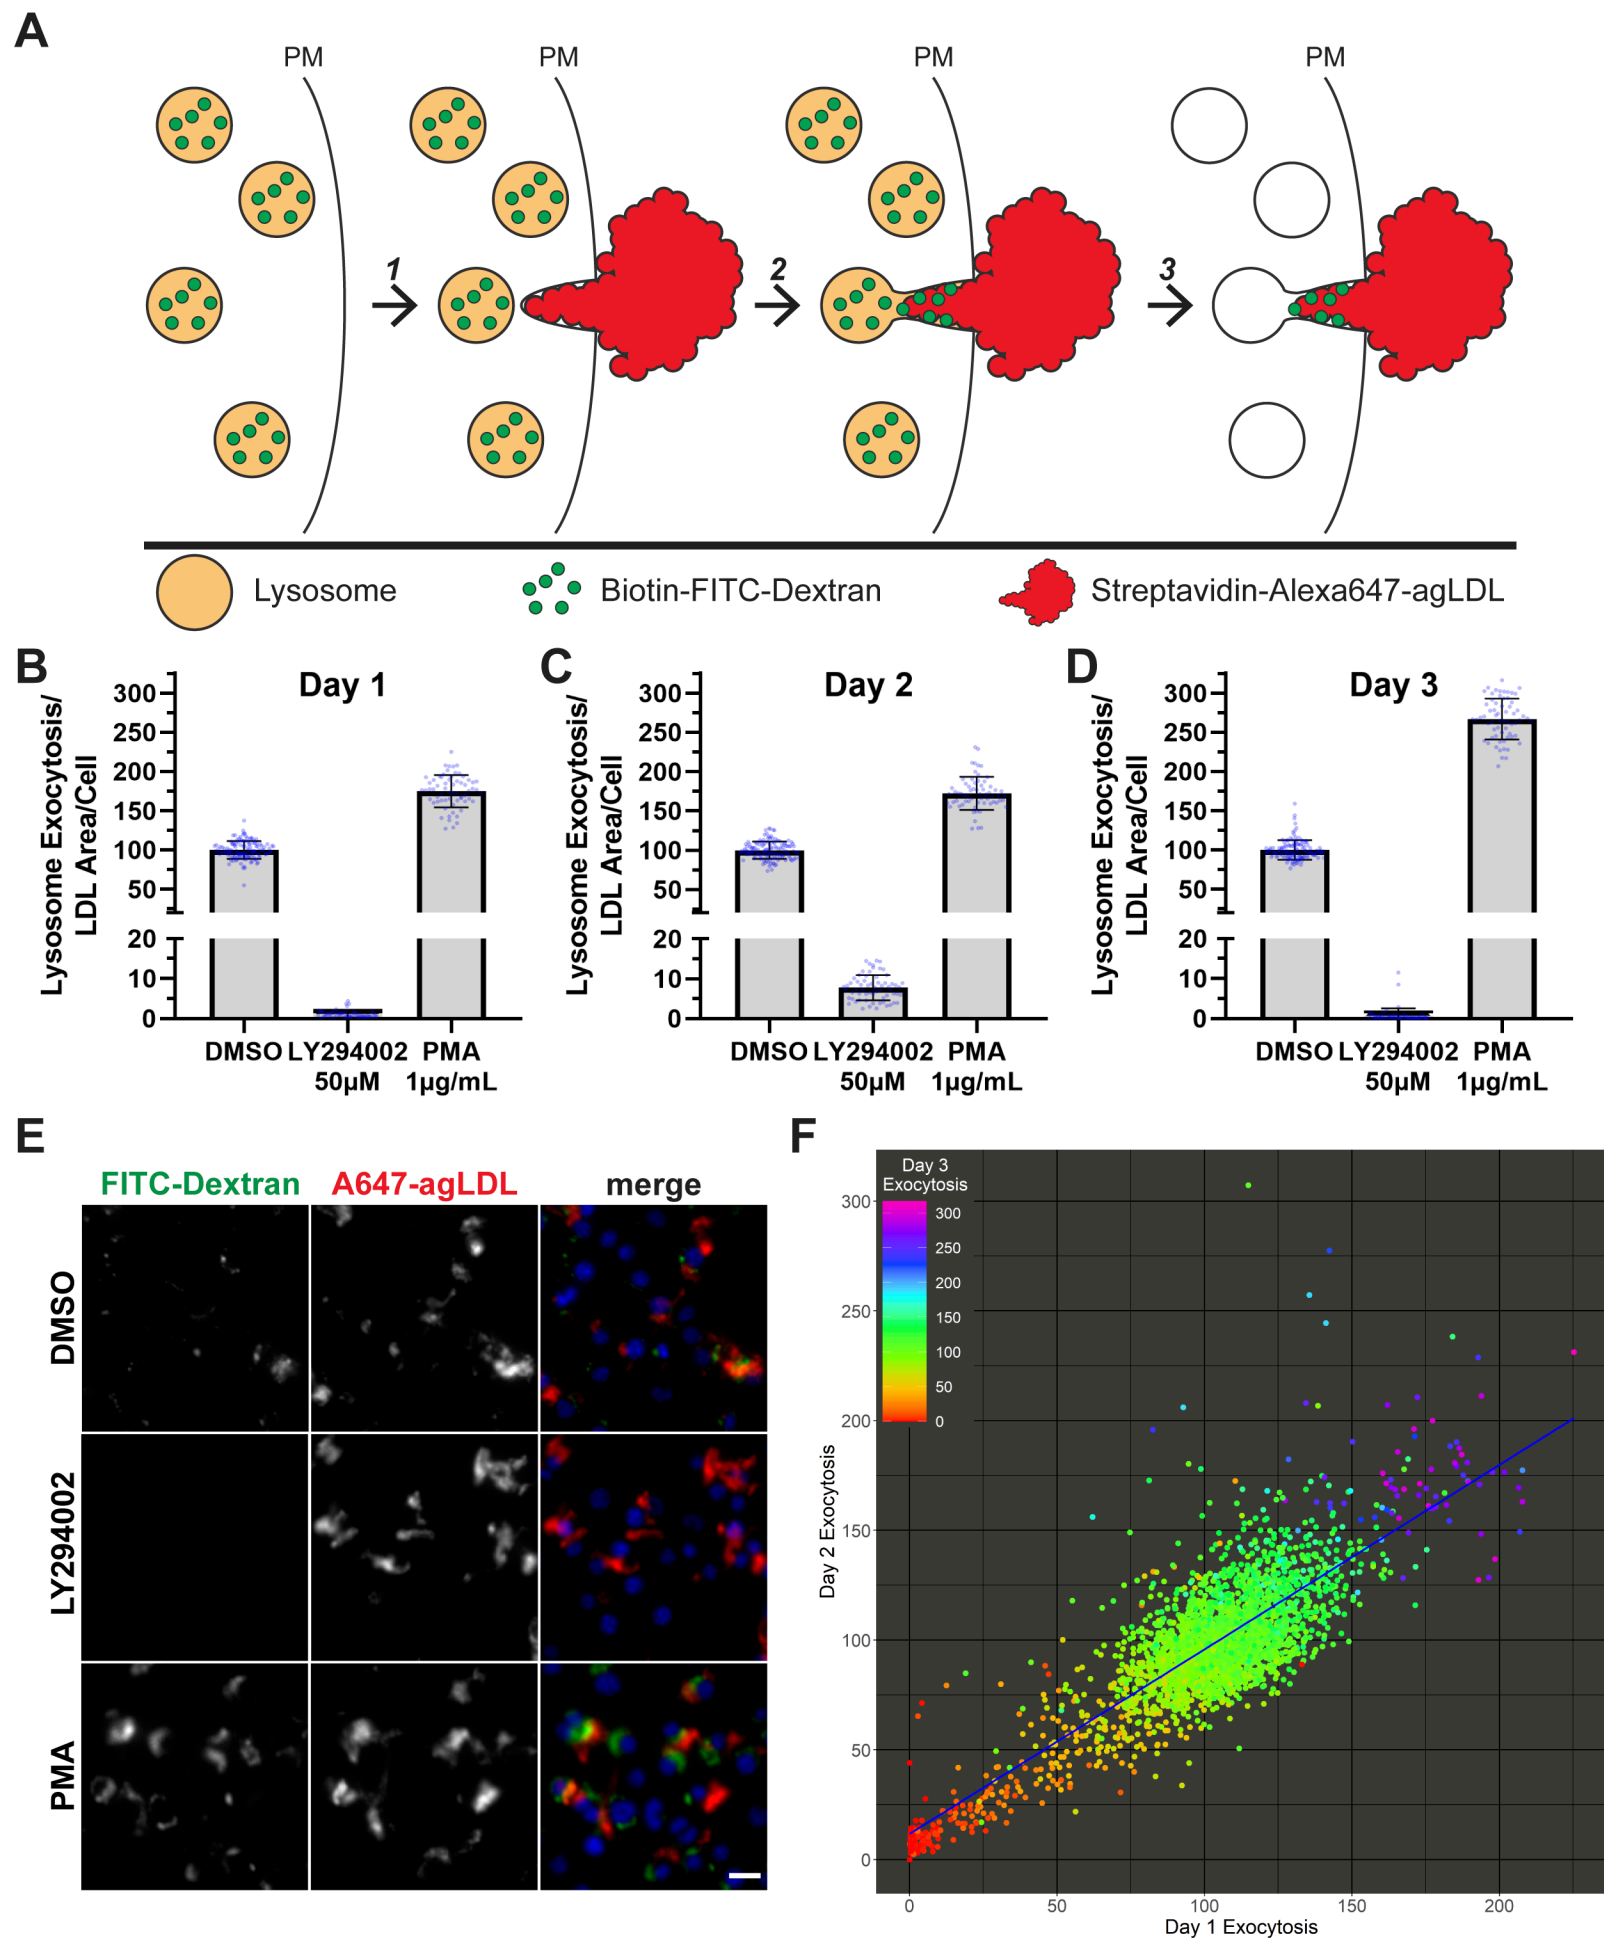 A
PM PM PM PM
1 2 3
Lysosome Biotin-FITC-Dextran Streptavidin-Alexa647-agLDL
B
Day 1
Lysosome Exocytosis/
LDL Area/Cell
300
250
200
150
100
50
20
10
0
DMSO LY294002 PMA
50μM 1μg/mL
C
Day 2
Lysosome Exocytosis/
LDL Area/Cell
300
250
200
150
100
50
20
10
0
DMSO LY294002 PMA
50μM 1μg/mL
D
Day 3
Lysosome Exocytosis/
LDL Area/Cell
300
250
200
150
100
50
20
10
0
DMSO LY294002 PMA
50μM 1μg/mL
E
FITC-Dextran A647-agLDL merge
DMSO
LY294002
PMA
F
Day 3
Exocytosis
300
250
200
150
100
50
0
Day 2 Exocytosis
300
250
200
150
100
50
0
0 50 100 150 200
Day 1 Exocytosis